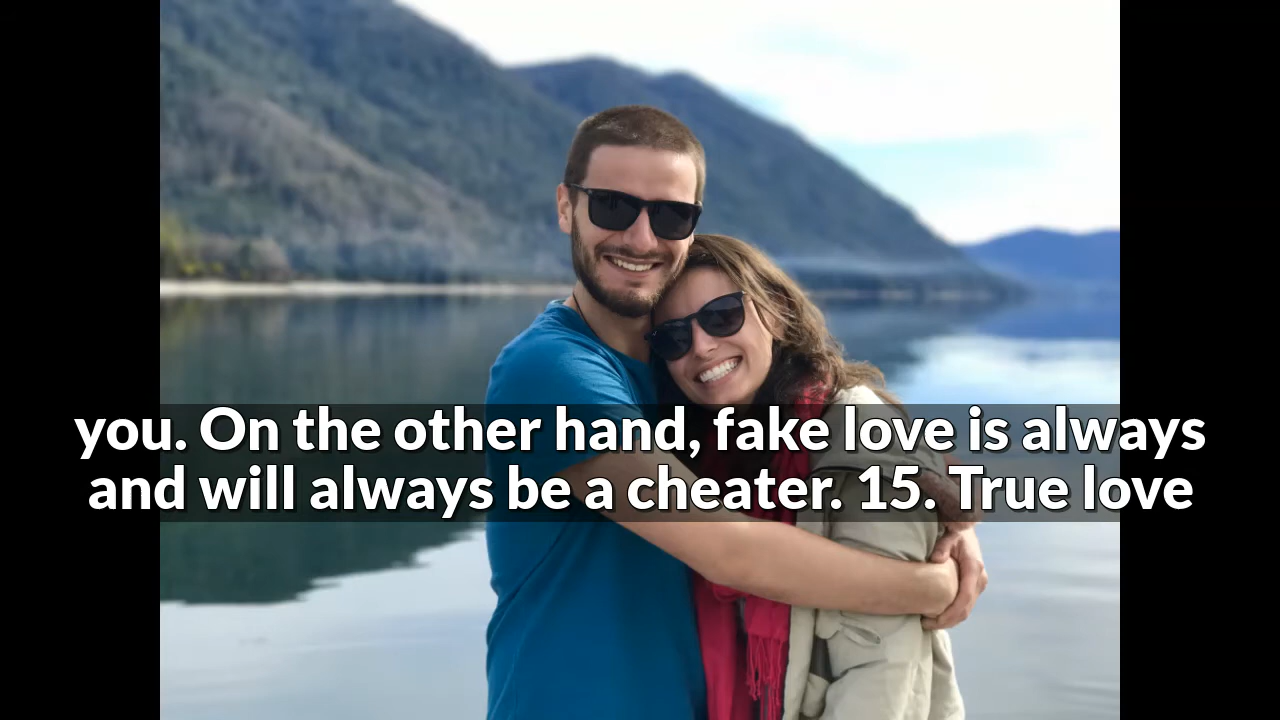 you. On the other hand, fake love is always
and will always be a cheater. 15. True love